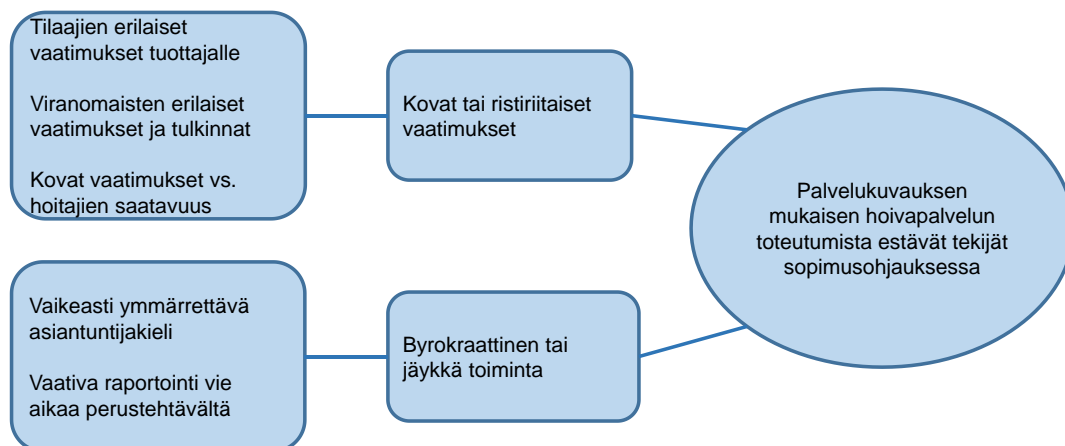 Tilaajien erilaiset
vaatimukset tuottajalle
Viranomaisten erilaiset
vaatimukset ja tulkinnat
Kovat vaatimukset vs.
hoitajien saatavuus
Kovat tai ristiriitaiset
vaatimukset
Palvelukuvauksen
mukaisen hoivapalvelun
toteutumista estävät tekijät
sopimusohjauksessa
Vaikeasti ymmärrettävä
asiantuntijakieli
Vaativa raportointi vie
aikaa perustehtävältä
Byrokraattinen tai
jäykkä toiminta